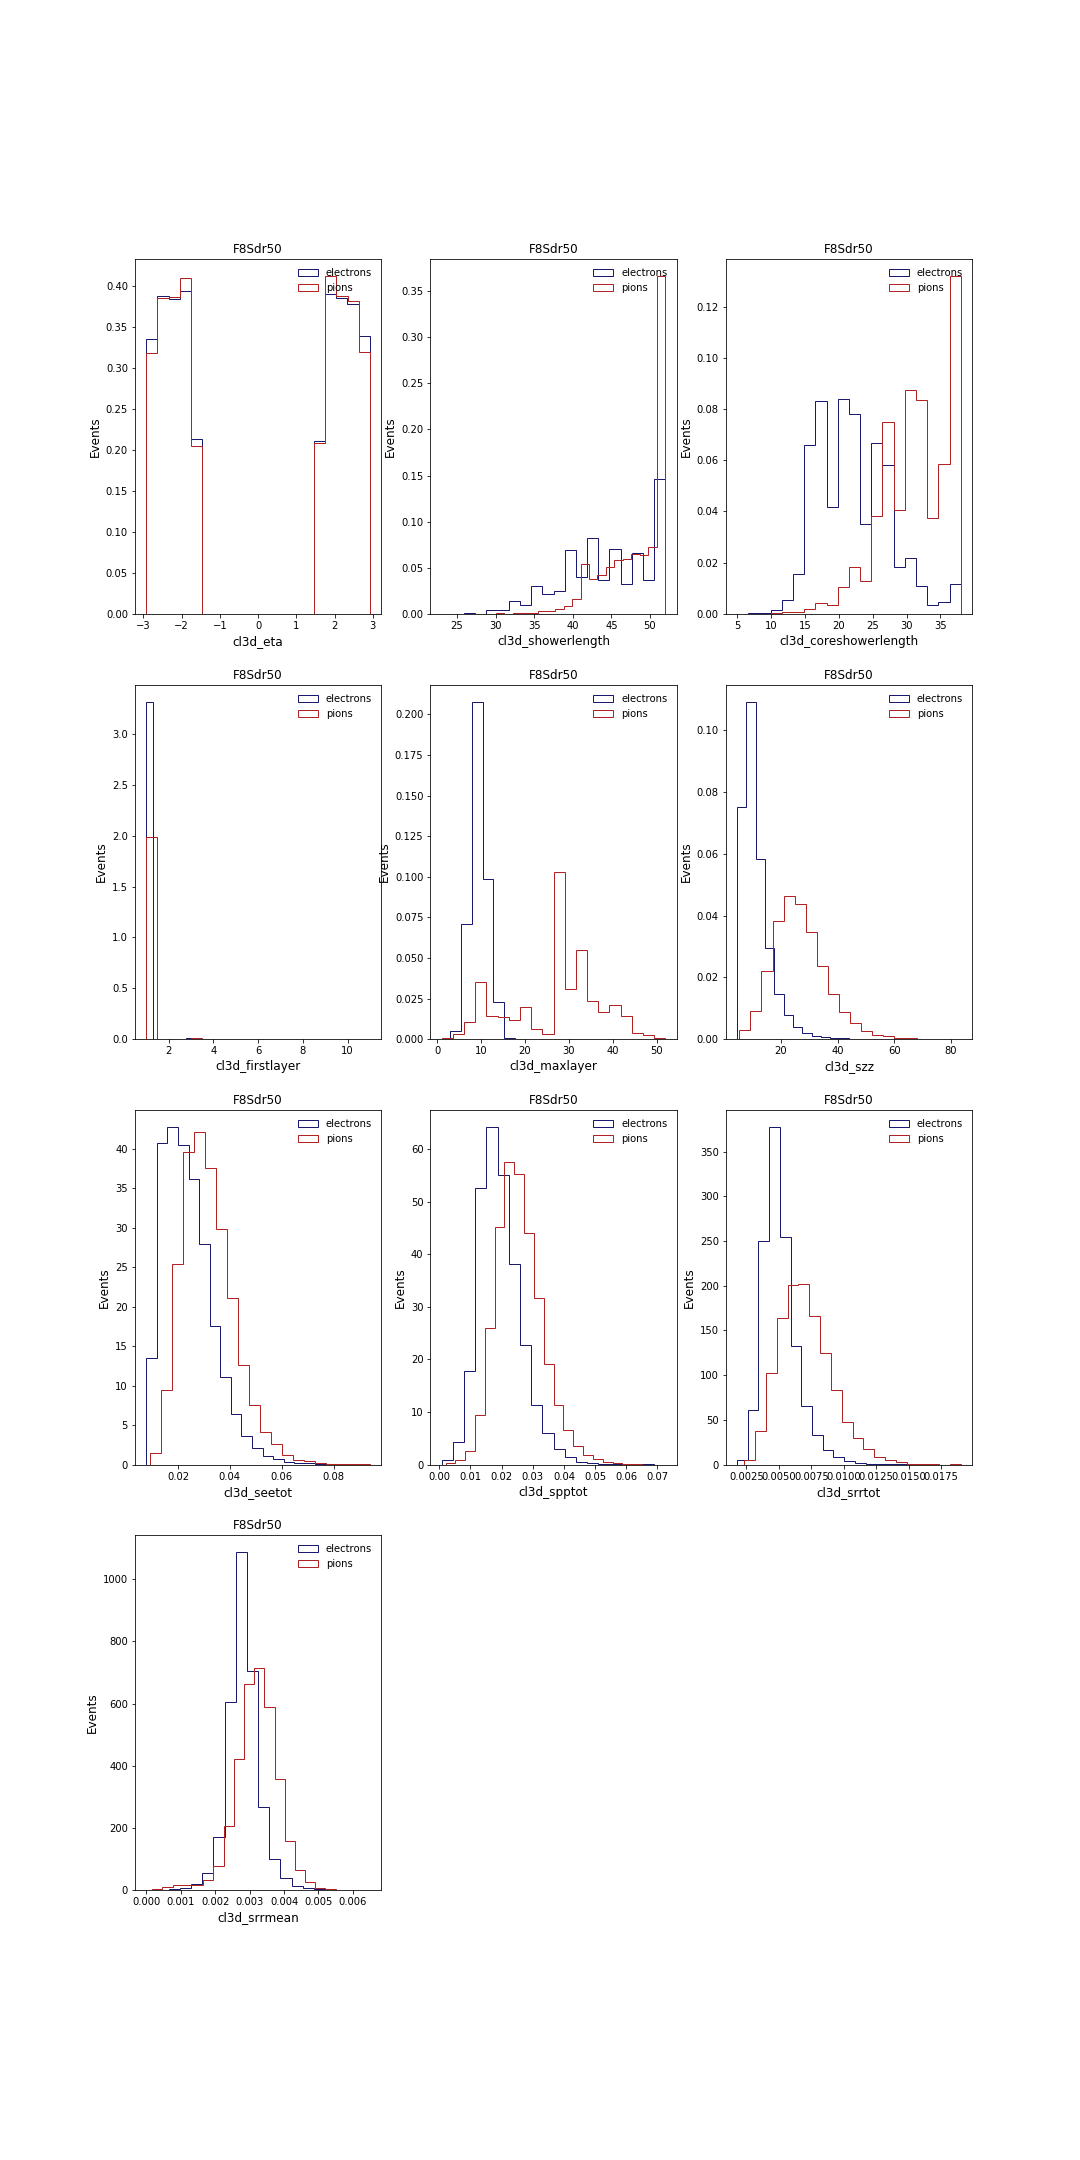 F8Sdr50
electrons
pions
0.40
0.35
0.30
0.25
0.20
0.15
0.10
0.05
0.00
Events
−3 −2 −1 0 1 2 3
cl3d_eta
F8Sdr50
electrons
pions
0.35
0.30
0.25
0.20
0.15
0.10
0.05
0.00
Events
25 30 35 40 45 50
cl3d_showerlength
F8Sdr50
electrons
pions
0.12
0.10
0.08
0.06
0.04
0.02
0.00
Events
5 10 15 20 25 30 35
cl3d_coreshowerlength
F8Sdr50
electrons
pions
3.0
2.5
2.0
1.5
1.0
0.5
0.0
Events
2 4 6 8 10
cl3d_firstlayer
F8Sdr50
electrons
pions
0.200
0.175
0.150
0.125
0.100
0.075
0.050
0.025
0.000
Events
0 10 20 30 40 50
cl3d_maxlayer
F8Sdr50
electrons
pions
0.10
0.08
0.06
0.04
0.02
0.00
Events
20 40 60 80
cl3d_szz
F8Sdr50
electrons
pions
40
35
30
25
20
15
10
5
0
Events
0.02 0.04 0.06 0.08
cl3d_seetot
F8Sdr50
electrons
pions
60
50
40
30
20
10
0
Events
0.00 0.01 0.02 0.03 0.04 0.05 0.06 0.07
cl3d_spptot
F8Sdr50
electrons
pions
350
300
250
200
150
100
50
0
Events
0.0025 0.0050 0.0075 0.0100 0.0125 0.0150 0.0175
cl3d_srrtot
F8Sdr50
electrons
pions
1000
800
600
400
200
0
Events
0.000 0.001 0.002 0.003 0.004 0.005 0.006
cl3d_srrmean